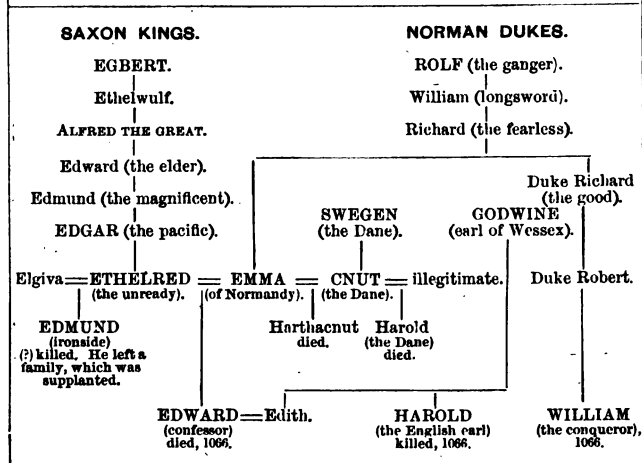 SAXON KINGS.
NORMAN DUKES.
EGBERT.
ROLF (the ganger).
Ethelwulf.
William (longsword).
ALFRED THE GREAT.
Richard (the fearless).
Edward (the elder).
Edmund (the magnificent).
Duke Richard
(the good).
SWEGEN
(the Dane).
GODWINE
(earl of Wessex).
EDGAR (the pacific).
Elgiva = ETHELRED = EMMA = CNUT = illegitimate.
(the unready). (of Normandy). (the Dane).
Duke Robert.
EDMUND
(ironside)
(?) killed. He left a
family, which was
supplanted.
Harthacnut
died.
Harold
(the Dane)
died.
EDWARD = Edith.
(confessor)
died, 1066.
HAROLD
(the English earl)
killed, 1066.
WILLIAM
(the conqueror),
1066.